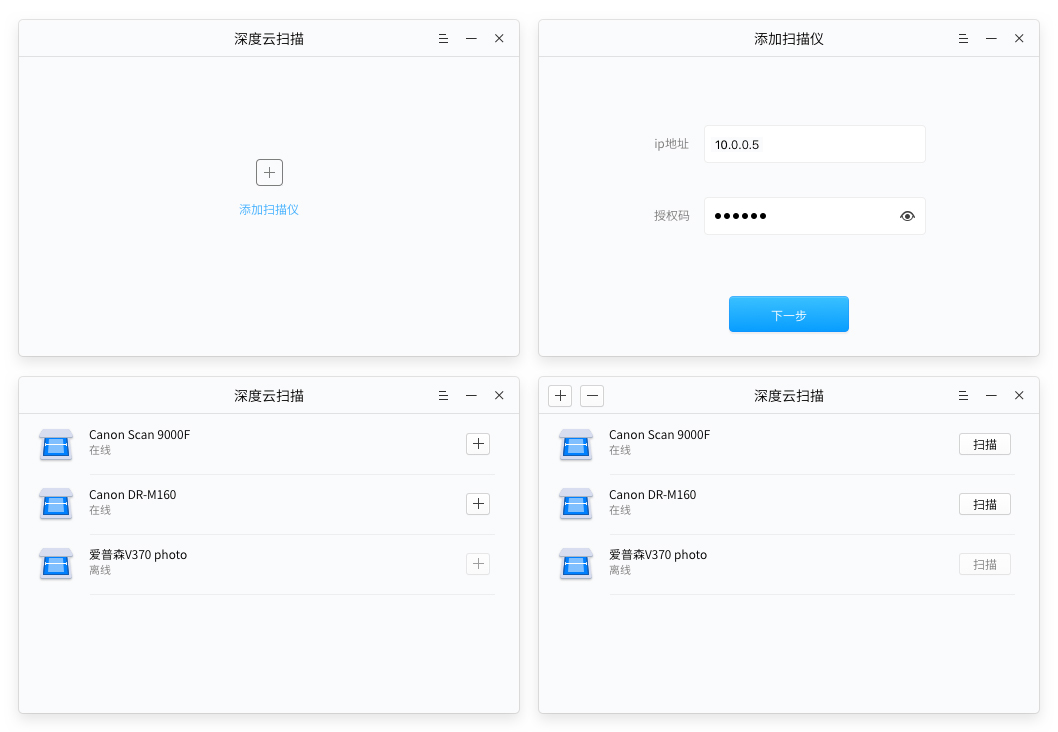 深度云扫描
添加扫描仪
添加扫描仪
ip地址
10.0.0.5
授权码
●●●●●●
下一步
深度云扫描
Canon Scan 9000F
在线
Canon DR-M160
在线
爱普森V370 photo
离线
深度云扫描
Canon Scan 9000F
在线
扫描
Canon DR-M160
在线
扫描
爱普森V370 photo
离线
扫描